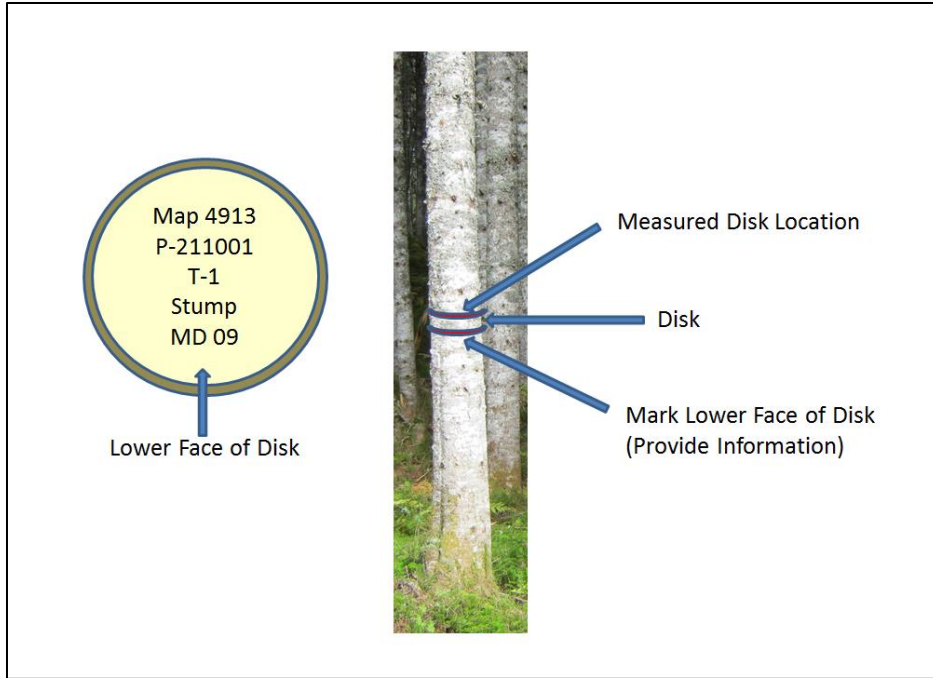 Map 4913
P-211001
T-1
Stump
MD 09
Lower Face of Disk
Measured Disk Location
Disk
Mark Lower Face of Disk
(Provide Information)